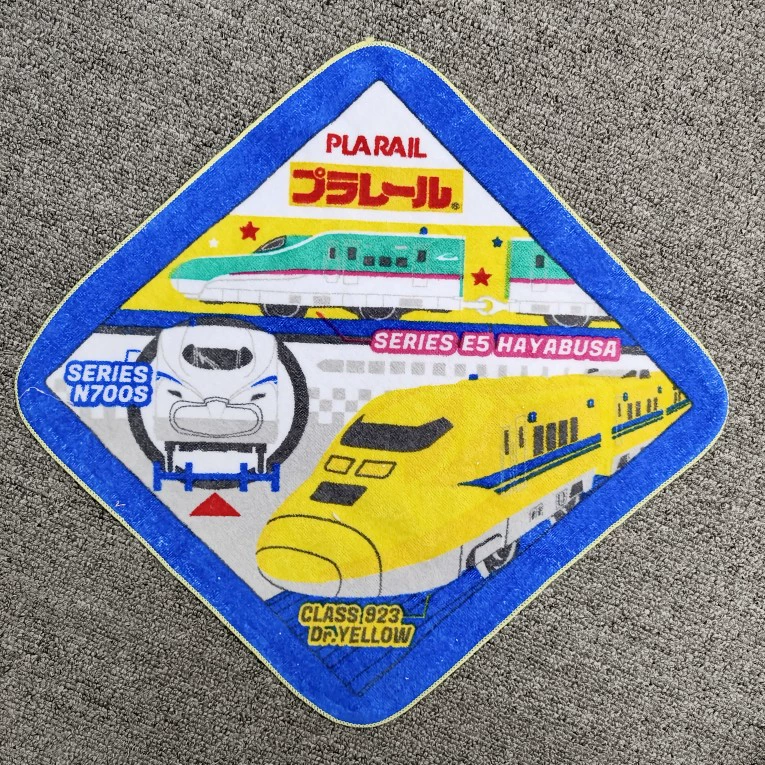 PLARAIL
プラレール®
SERIES E5 HAYABUSA
SERIES
N700S
CLASS 923
DR.YELLOW